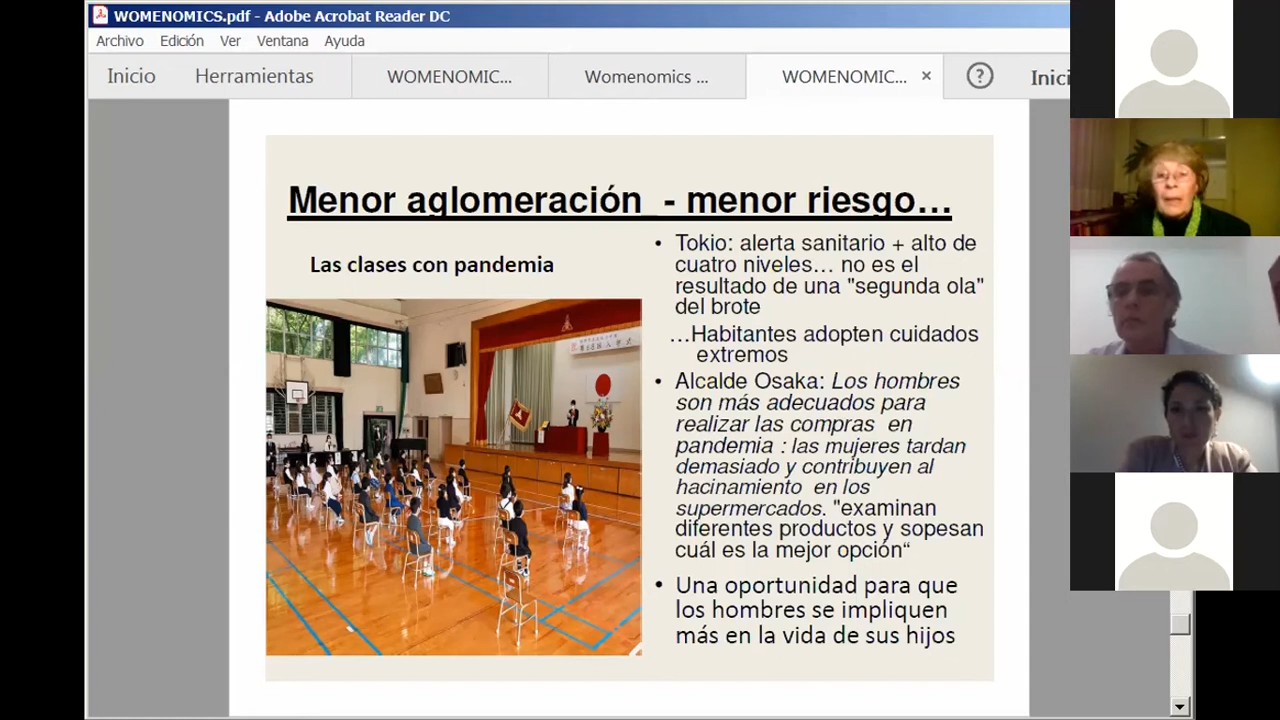 WOMENOMICS.pdf - Adobe Acrobat Reader DC
Archivo Edición Ver Ventana Ayuda
Inicio Herramientas WOMENOMIC... Womenomics ... WOMENOMIC... × ? Inici
Menor aglomeración - menor riesgo…
Las clases con pandemia
• Tokio: alerta sanitario + alto de
cuatro niveles… no es el
resultado de una "segunda ola"
del brote
…Habitantes adopten cuidados
extremos
• Alcalde Osaka: Los hombres
son más adecuados para
realizar las compras en
pandemia : las mujeres tardan
demasiado y contribuyen al
hacinamiento en los
supermercados. "examinan
diferentes productos y sopesan
cuál es la mejor opción“
• Una oportunidad para que
los hombres se impliquen
más en la vida de sus hijos